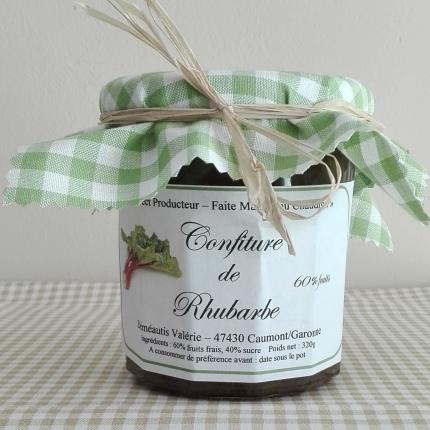 Producteur – Faite
Confiture
de
60% fruits
Rhubarbe
Valérie – 47430 Caumont/Garonne
Ingrédients : 60% fruits frais, 40% sucre Poids net : 320g
A consommer de préférence avant : date sous le pot